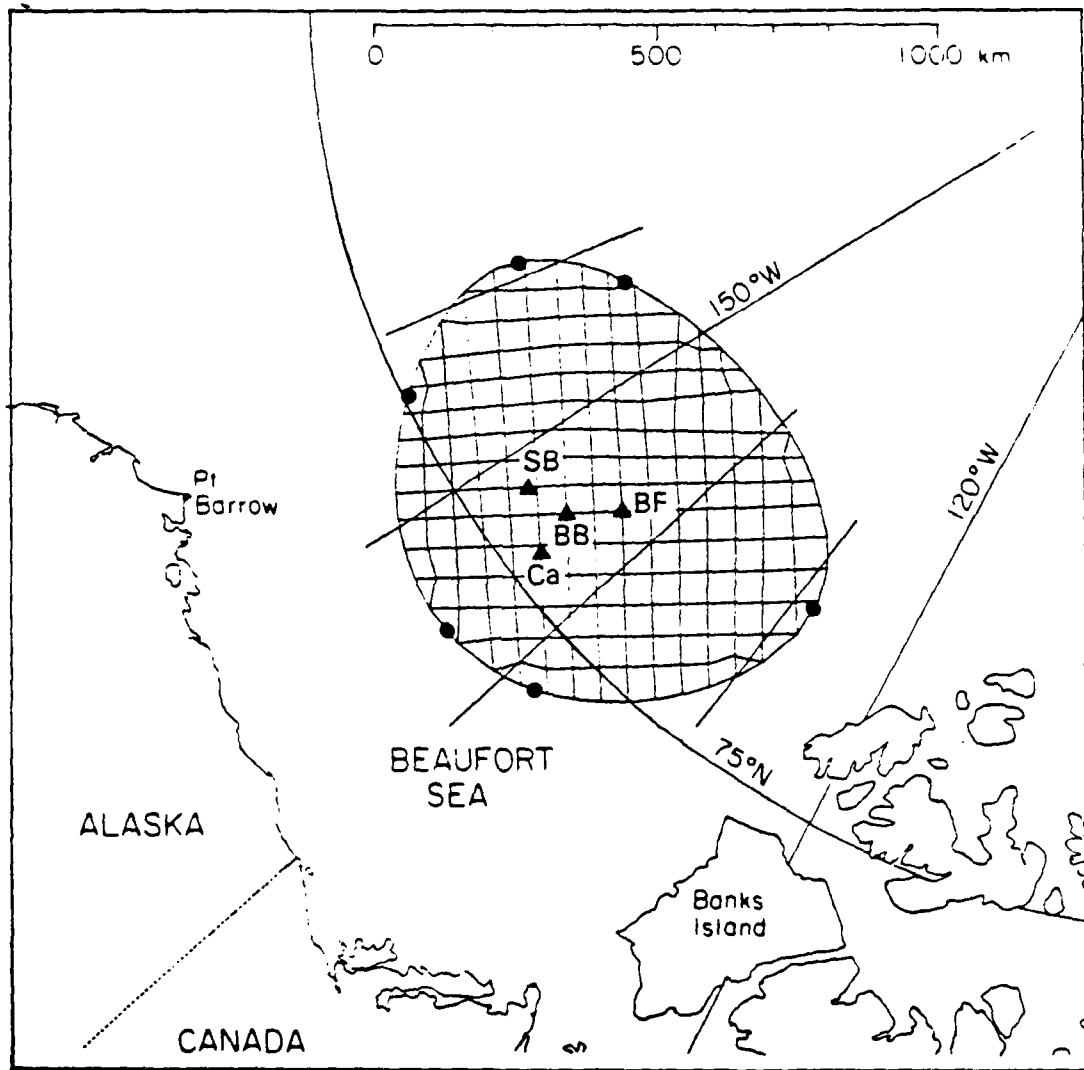 0 500 1000 km
150°W
120°W
SB
Pt
Barrow
BF
BB
Ca
75°N
BEAUFORT
SEA
ALASKA
Banks
Island
CANADA